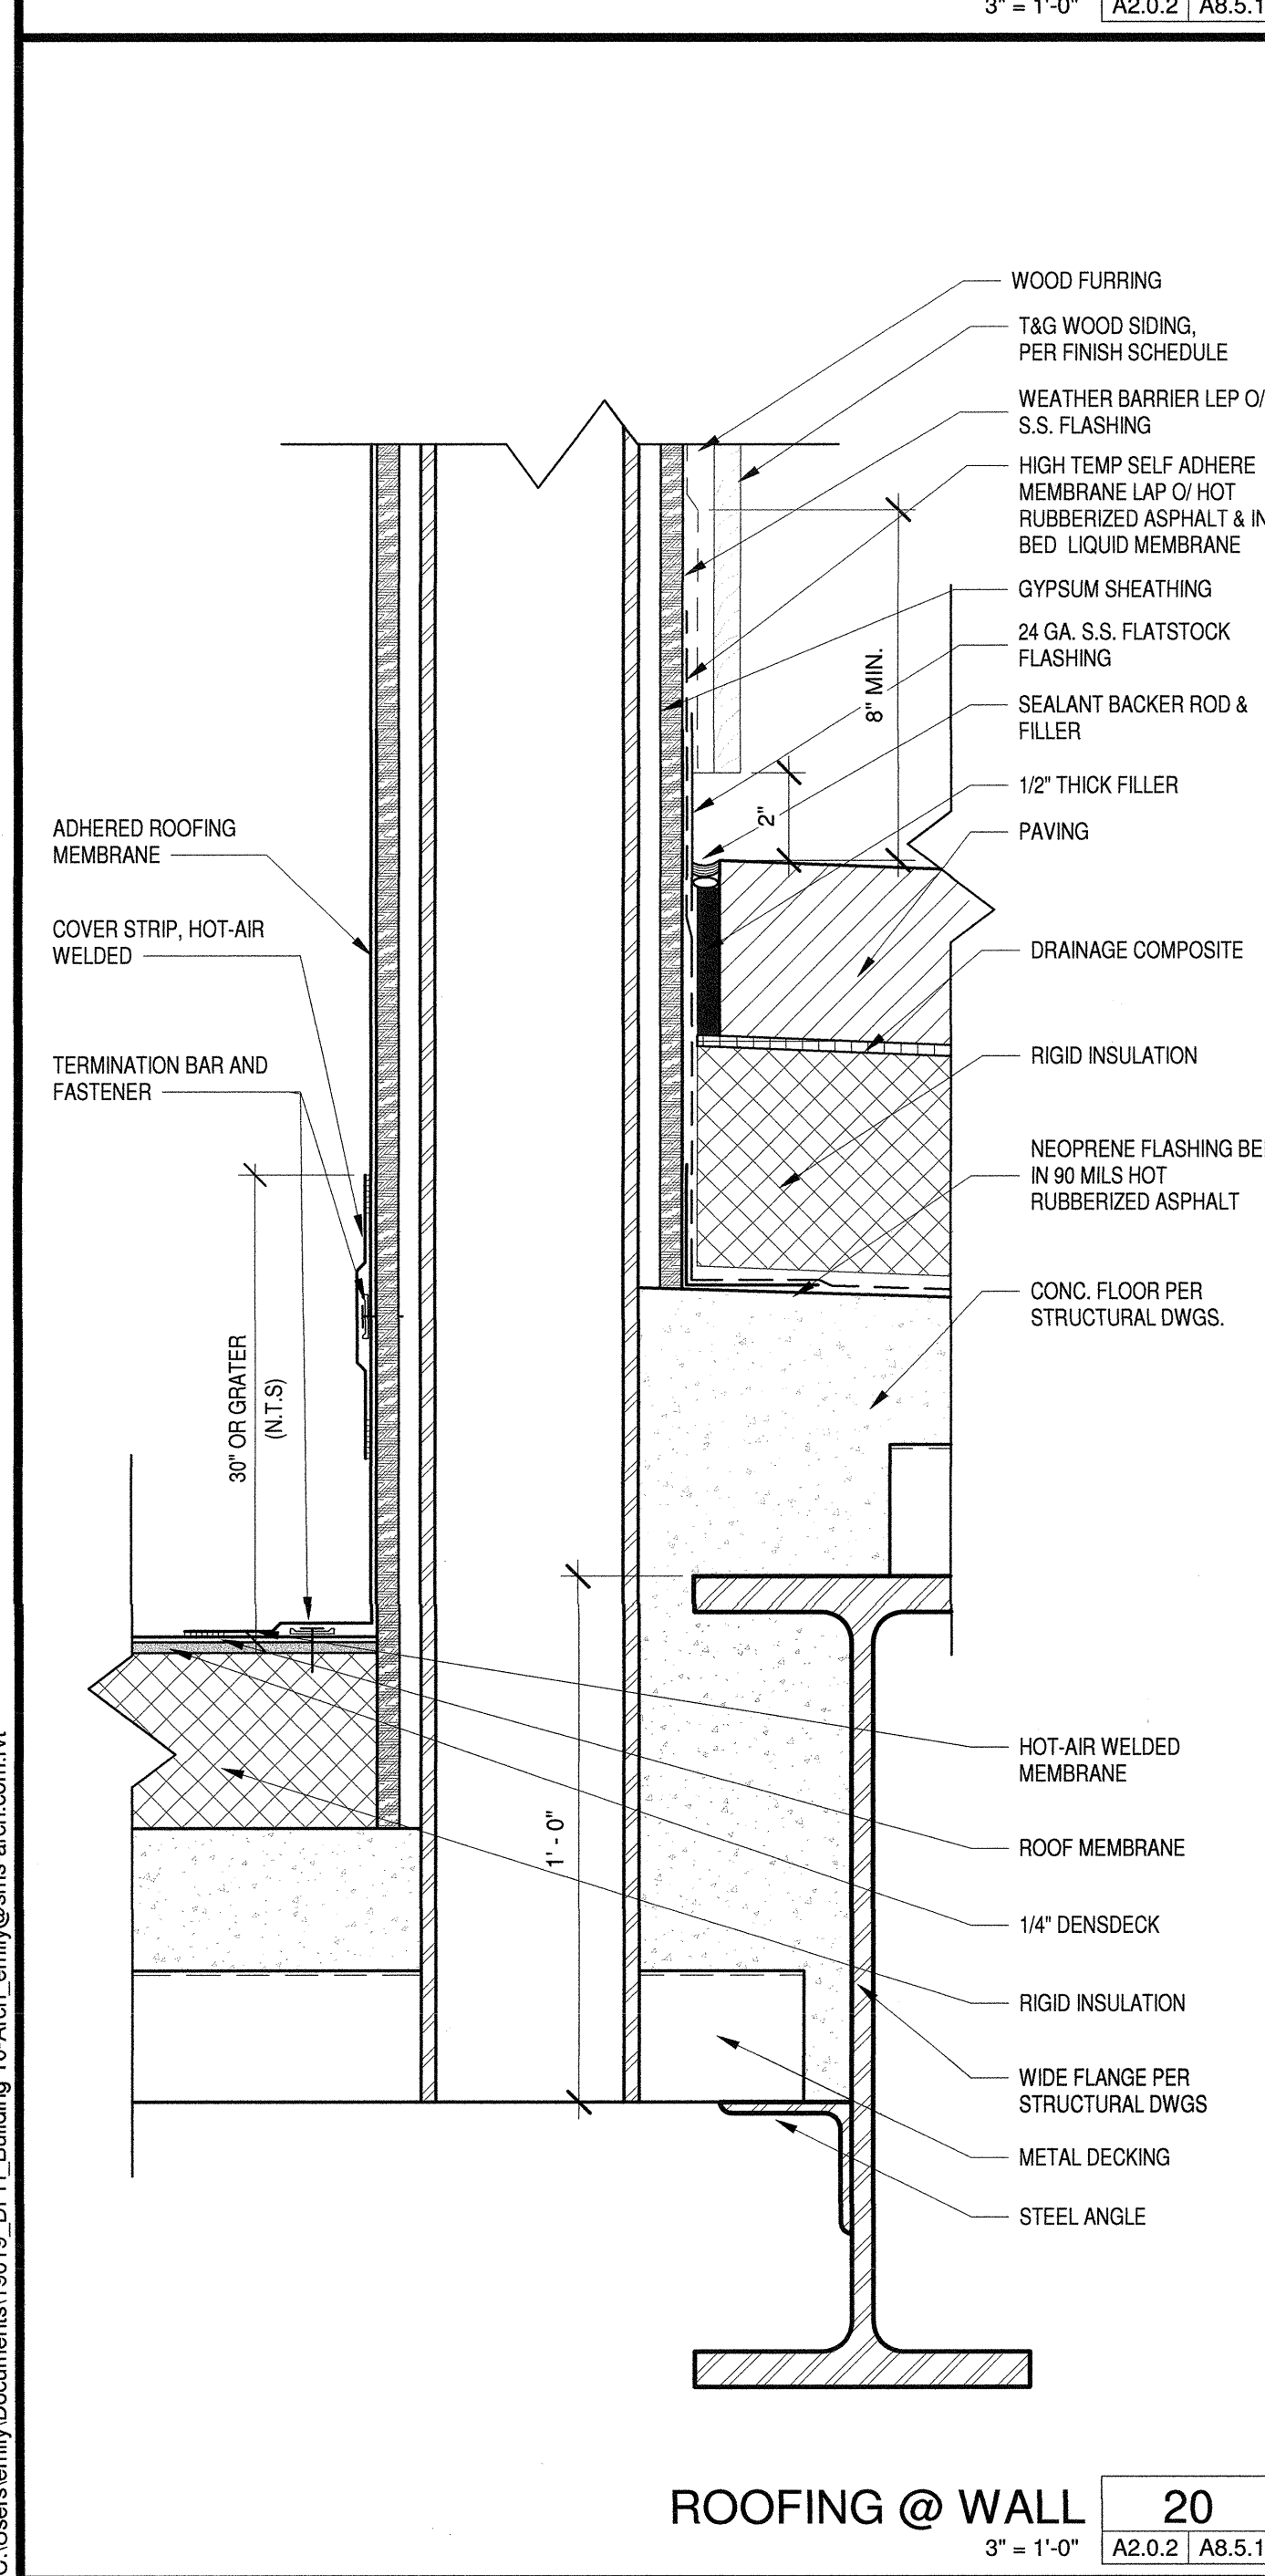 3" = 1'-0"
A2.0.2
A8.5.1
WOOD FURRING
T&G WOOD SIDING,
PER FINISH SCHEDULE
WEATHER BARRIER LEP O/
S.S. FLASHING
HIGH TEMP SELF ADHERE
MEMBRANE LAP O/ HOT
RUBBERIZED ASPHALT & IN
BED LIQUID MEMBRANE
GYPSUM SHEATHING
24 GA. S.S. FLATSTOCK
FLASHING
SEALANT BACKER ROD &
FILLER
1/2" THICK FILLER
PAVING
DRAINAGE COMPOSITE
RIGID INSULATION
NEOPRENE FLASHING
IN 90 MILS HOT
RUBBERIZED ASPHALT
CONC. FLOOR PER
STRUCTURAL DWGS.
8" MIN.
2"
ADHERED ROOFING
MEMBRANE
COVER STRIP, HOT-AIR
WELDED
TERMINATION BAR AND
FASTENER
30" OR GRATER
(N.T.S)
1' - 0"
HOT-AIR WELDED
MEMBRANE
ROOF MEMBRANE
1/4" DENSDECK
RIGID INSULATION
WIDE FLANGE PER
STRUCTURAL DWGS
METAL DECKING
STEEL ANGLE
ROOFING @ WALL
20
3" = 1'-0"
A2.0.2
A8.5.1